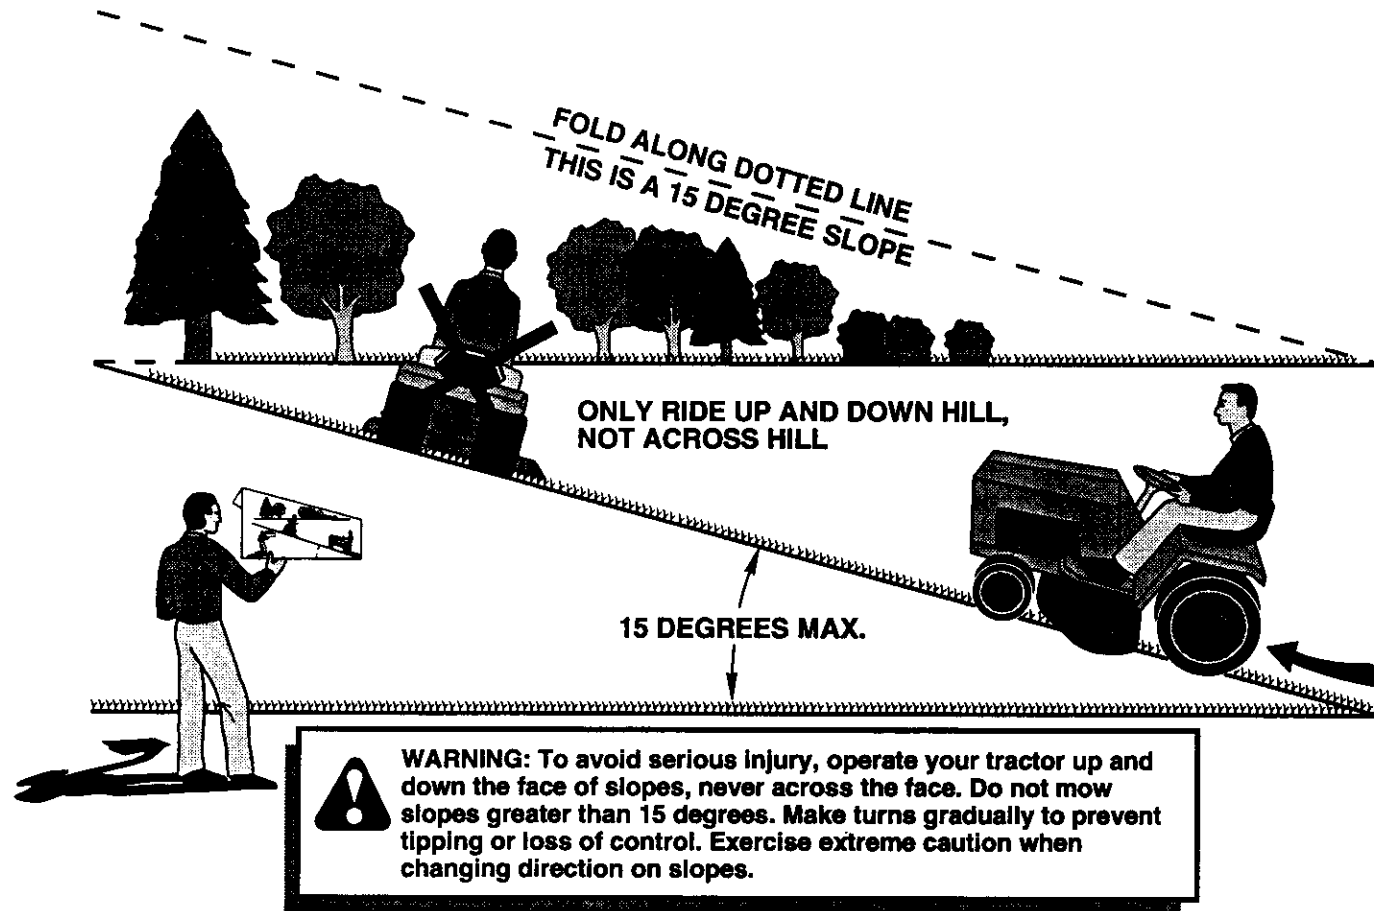 FOLD ALONG DOTTED LINE
THIS IS A 15 DEGREE SLOPE
ONLY RIDE UP AND DOWN HILL,
NOT ACROSS HILL
15 DEGREES MAX.
WARNING: To avoid serious injury, operate your tractor up and
down the face of slopes, never across the face. Do not mow
slopes greater than 15 degrees. Make turns gradually to prevent
tipping or loss of control. Exercise extreme caution when
changing direction on slopes.